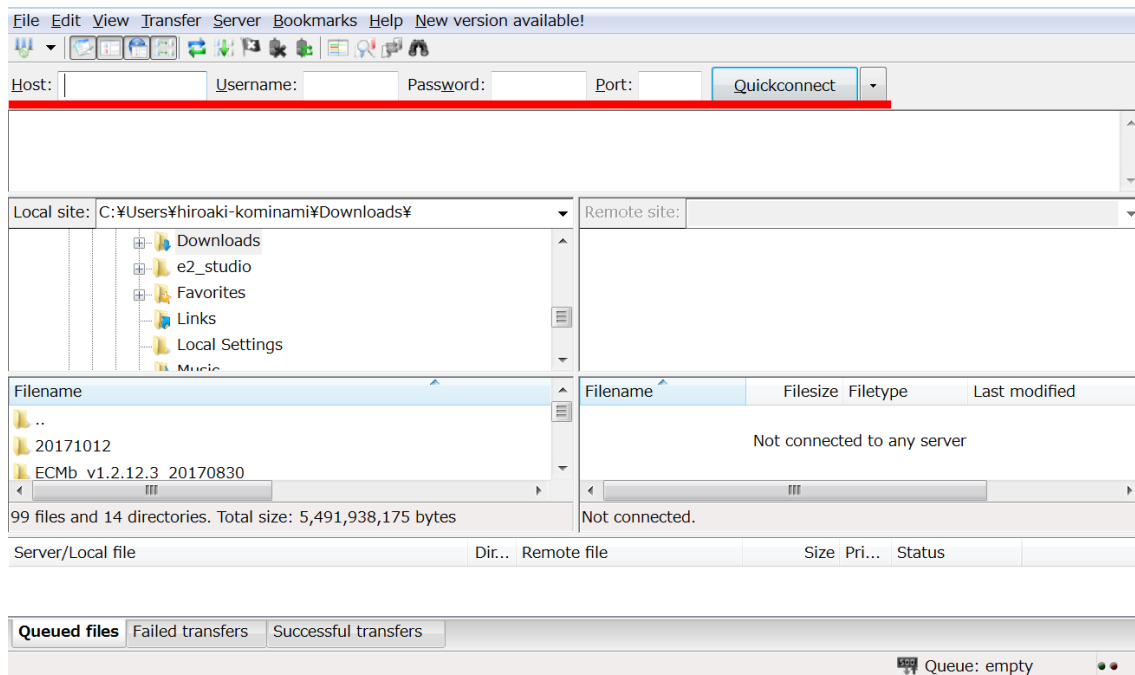 File Edit View Transfer Server Bookmarks Help New version available!
Host: Username: Password: Port: Quickconnect
Local site: C:¥Users¥hiroaki-kominami¥Downloads¥ Remote site:
Downloads
e2_studio
Favorites
Links
Local Settings
Music
Filename Filename Filesize Filetype Last modified
..
20171012
ECMb_v1.2.12.3_20170830
Not connected to any server
99 files and 14 directories. Total size: 5,491,938,175 bytes Not connected.
Server/Local file Dir... Remote file Size Pri... Status
Queued files Failed transfers Successful transfers
Queue: empty